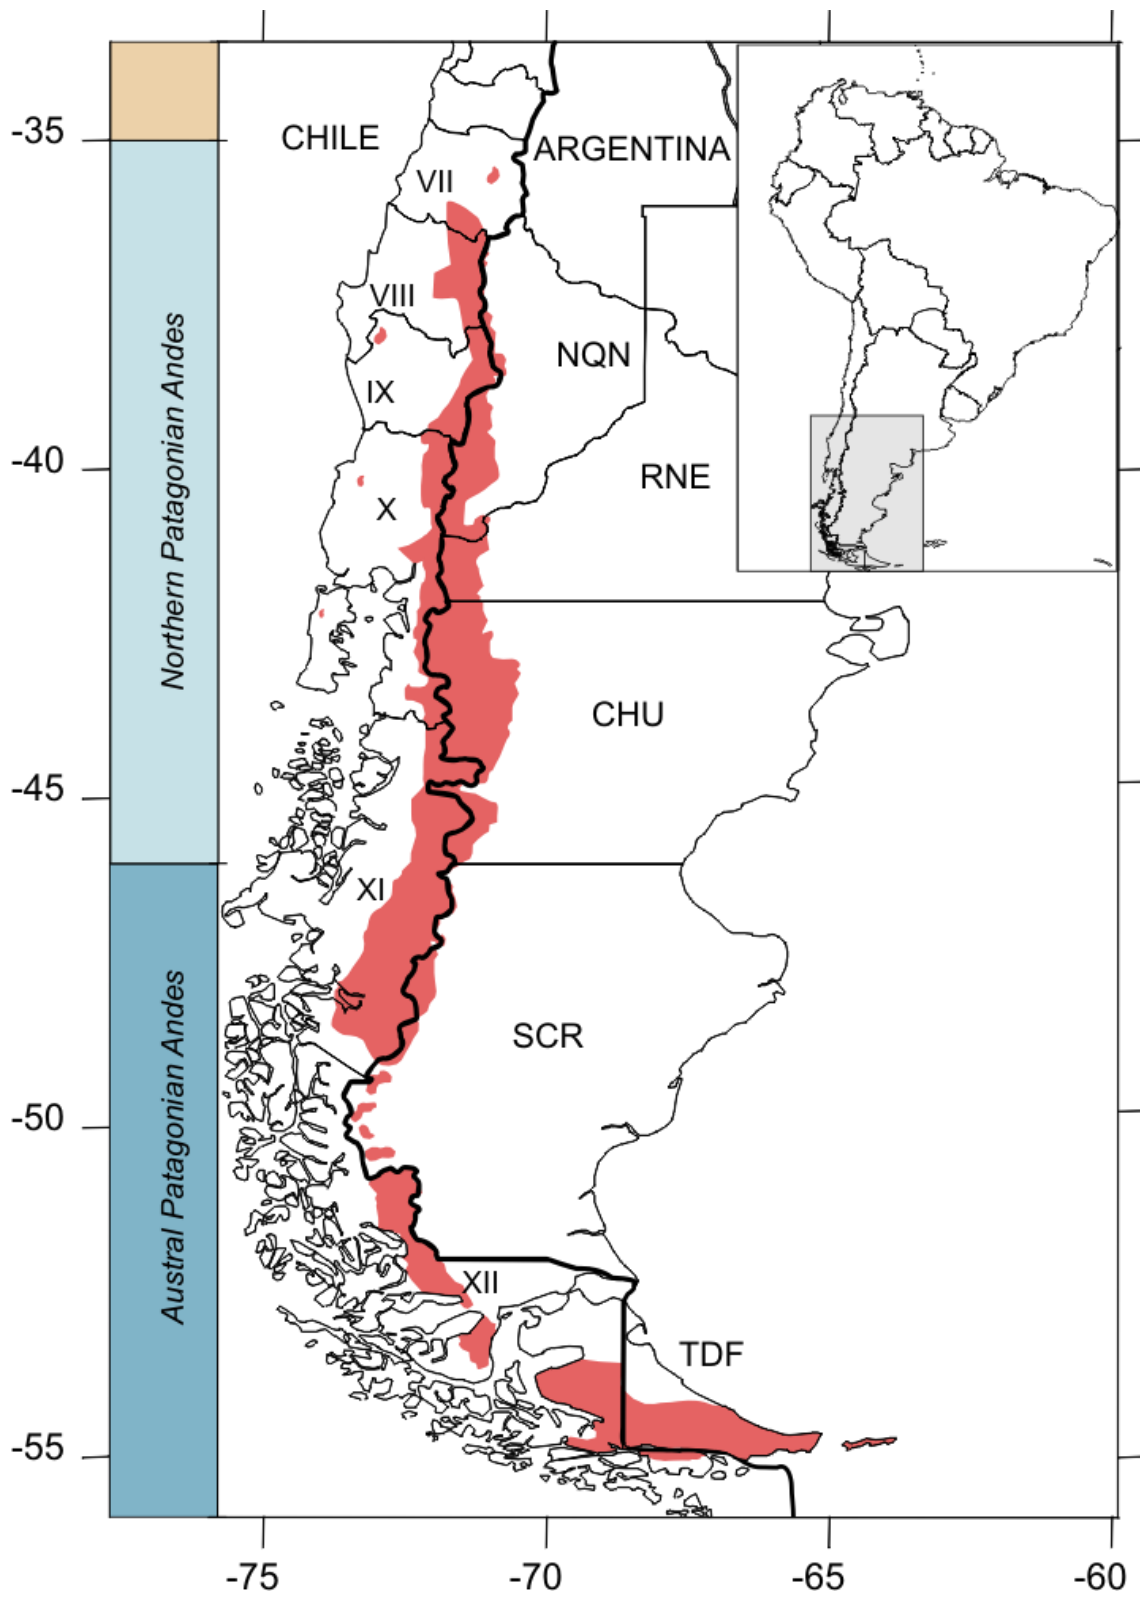 -35
CHILE
ARGENTINA
VII
VIII
NQN
IX
-40
RNE
X
Northern Patagonian Andes
CHU
-45
XI
SCR
-50
Austral Patagonian Andes
XII
TDF
-55
-75
-70
-65
-60